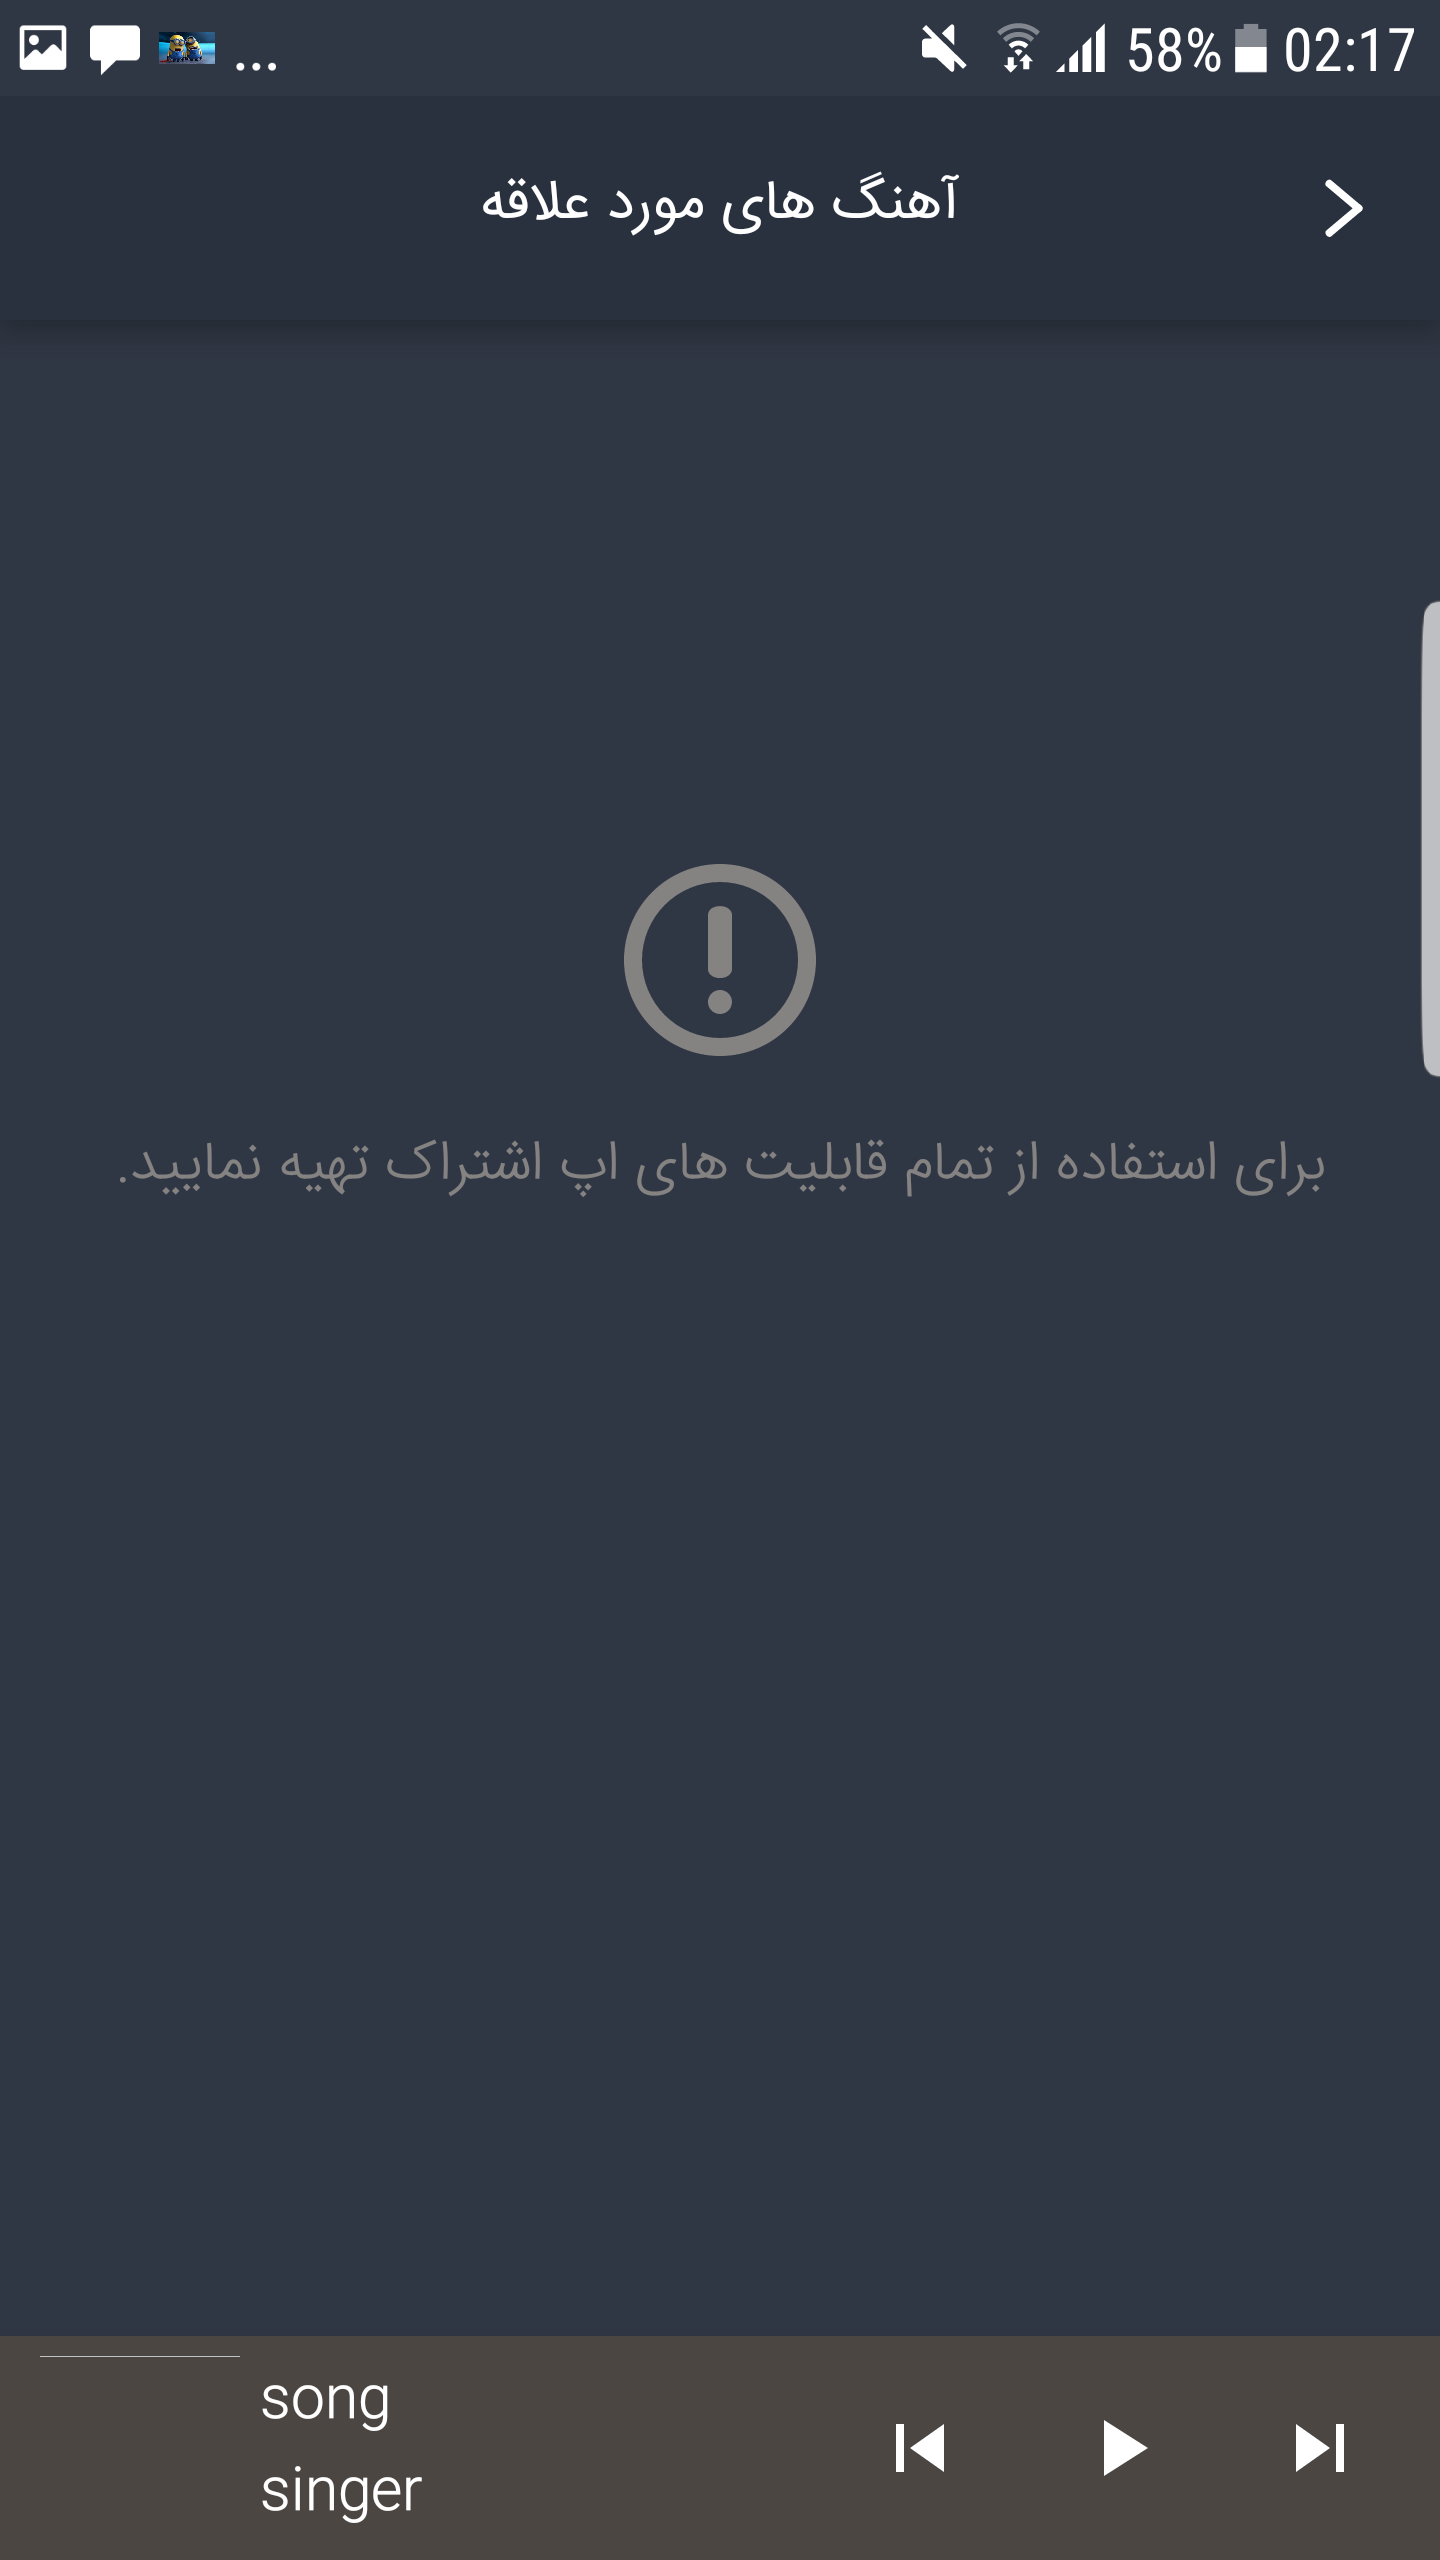 ... 58% 02:17
آهنگ های مورد علاقه
برای استفاده از تمام قابلیت های اپ اشتراک تهیه نمایید.
song
singer